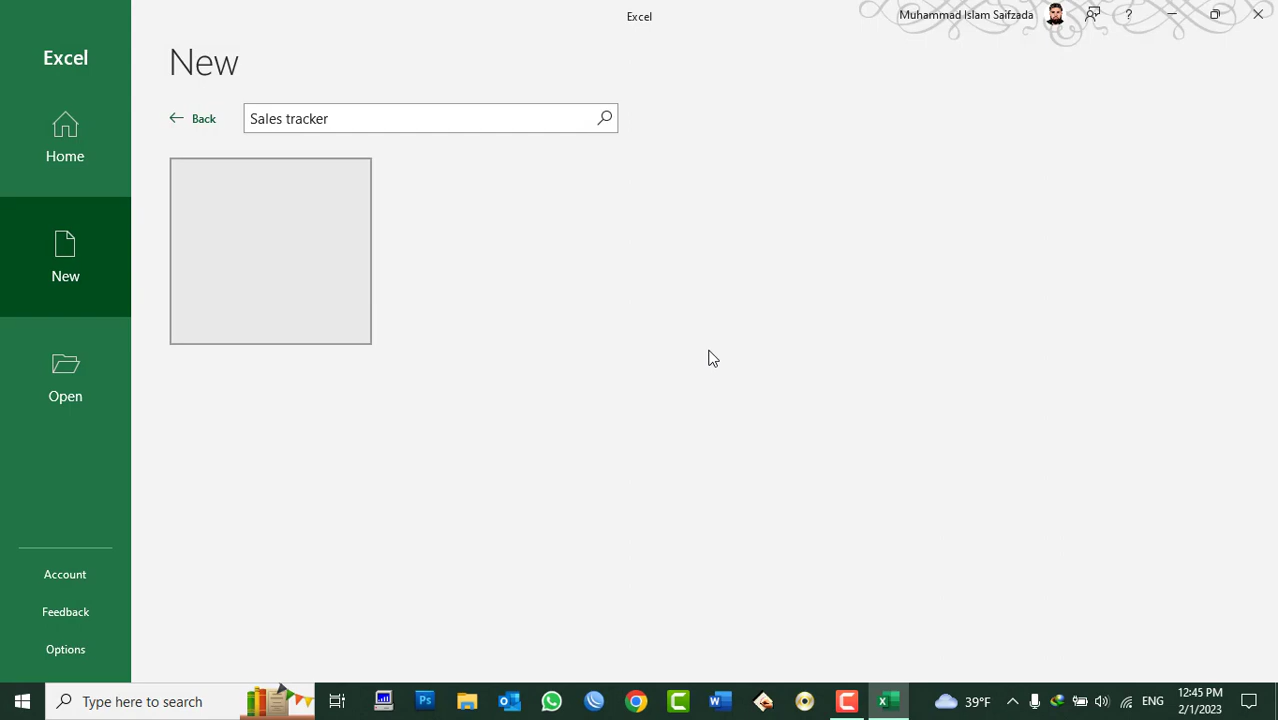 Excel
Muhammad Islam Saifzada
?
Excel
New
Back
Sales tracker
Home
New
Open
Account
Feedback
Options
Type here to search
Ps
39°F
ENG
12:45 PM
2/1/2023